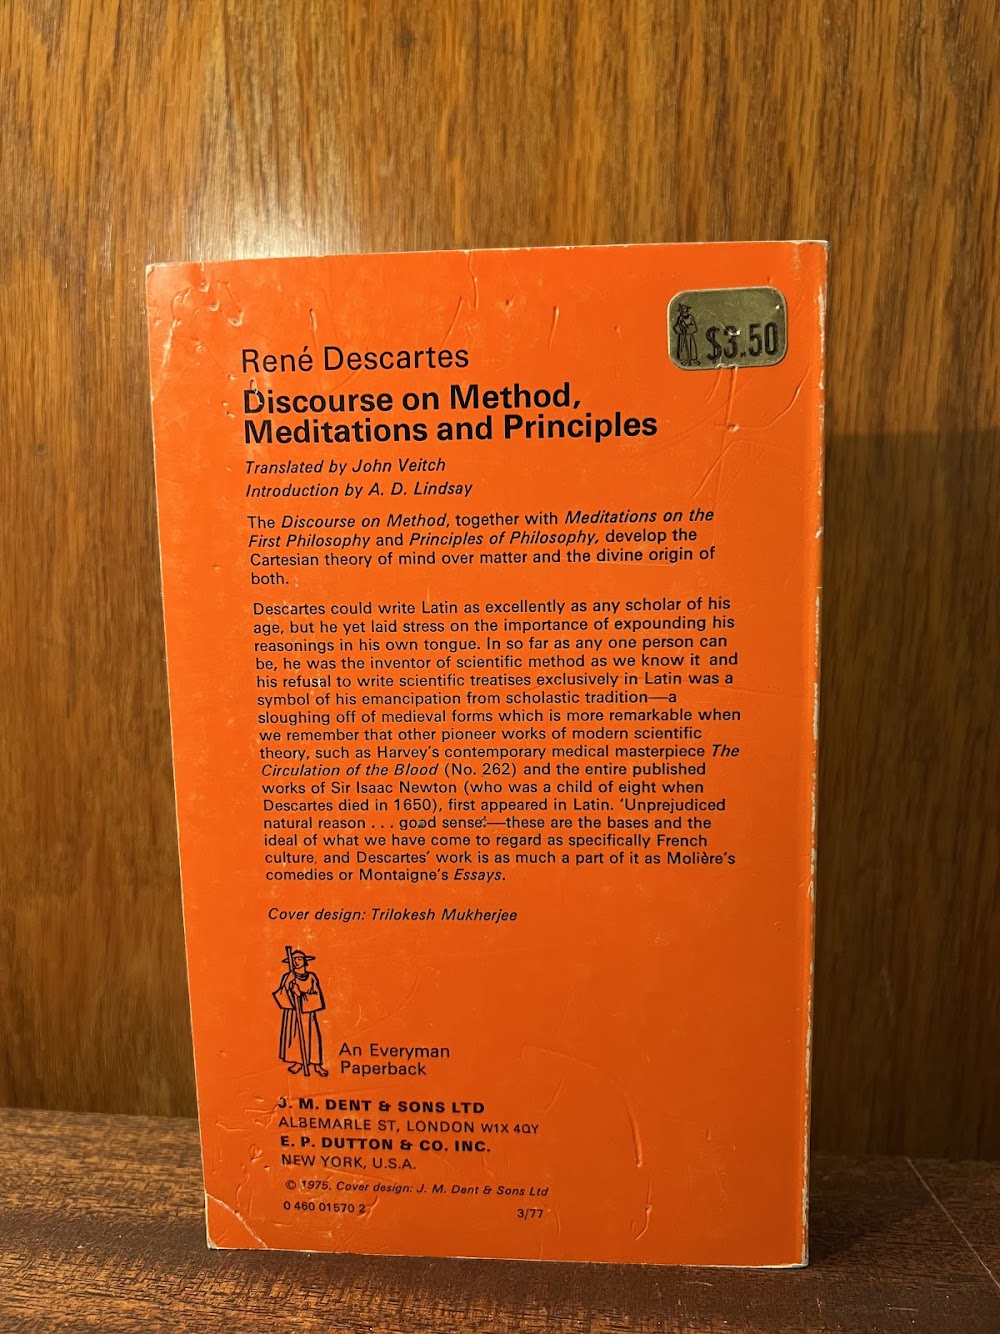 $3.50
René Descartes
Discourse on Method,
Meditations and Principles
Translated by John Veitch
Introduction by A. D. Lindsay
The Discourse on Method, together with Meditations on the
First Philosophy and Principles of Philosophy, develop the
Cartesian theory of mind over matter and the divine origin of
both.
Descartes could write Latin as excellently as any scholar of his
age, but he yet laid stress on the importance of expounding his
reasonings in his own tongue. In so far as any one person can
be, he was the inventor of scientific method as we know it and
his refusal to write scientific treatises exclusively in Latin was a
symbol of his emancipation from scholastic tradition—a
sloughing off of medieval forms which is more remarkable when
we remember that other pioneer works of modern scientific
theory, such as Harvey's contemporary medical masterpiece The
Circulation of the Blood (No. 262) and the entire published
works of Sir Isaac Newton (who was a child of eight when
Descartes died in 1650), first appeared in Latin. 'Unprejudiced
natural reason . . . good sense'—these are the bases and the
ideal of what we have come to regard as specifically French
culture, and Descartes' work is as much a part of it as Molière's
comedies or Montaigne's Essays.
Cover design: Trilokesh Mukherjee
An Everyman
Paperback
J. M. DENT & SONS LTD
ALBEMARLE ST, LONDON W1X 4QY
E. P. DUTTON & CO. INC.
NEW YORK, U.S.A.
© 1975. Cover design: J. M. Dent & Sons Ltd
0 460 01570 2 3/77